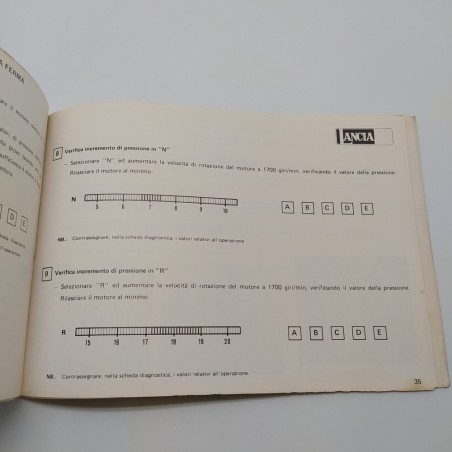 A FERMA
D E
LANCIA
8 Verifica incremento di pressione in "N"
– Selezionare "N" ed aumentare la velocità di rotazione del motore a 1700 giri/min, verificando il valore della pressione.
Rilasciare il motore al minimo.
N
5 6 7 8 9 10
A B C D E
NB.: Contrassegnare, nella scheda diagnostica, i valori relativi all'operazione.
9 Verifica incremento di pressione in "R"
– Selezionare "R" ed aumentare la velocità di rotazione del motore a 1700 giri/min, verificando il valore della pressione.
Rilasciare il motore al minimo.
R
15 16 17 18 19 20
A B C D E
NB.: Contrassegnare, nella scheda diagnostica, i valori relativi all'operazione.
35